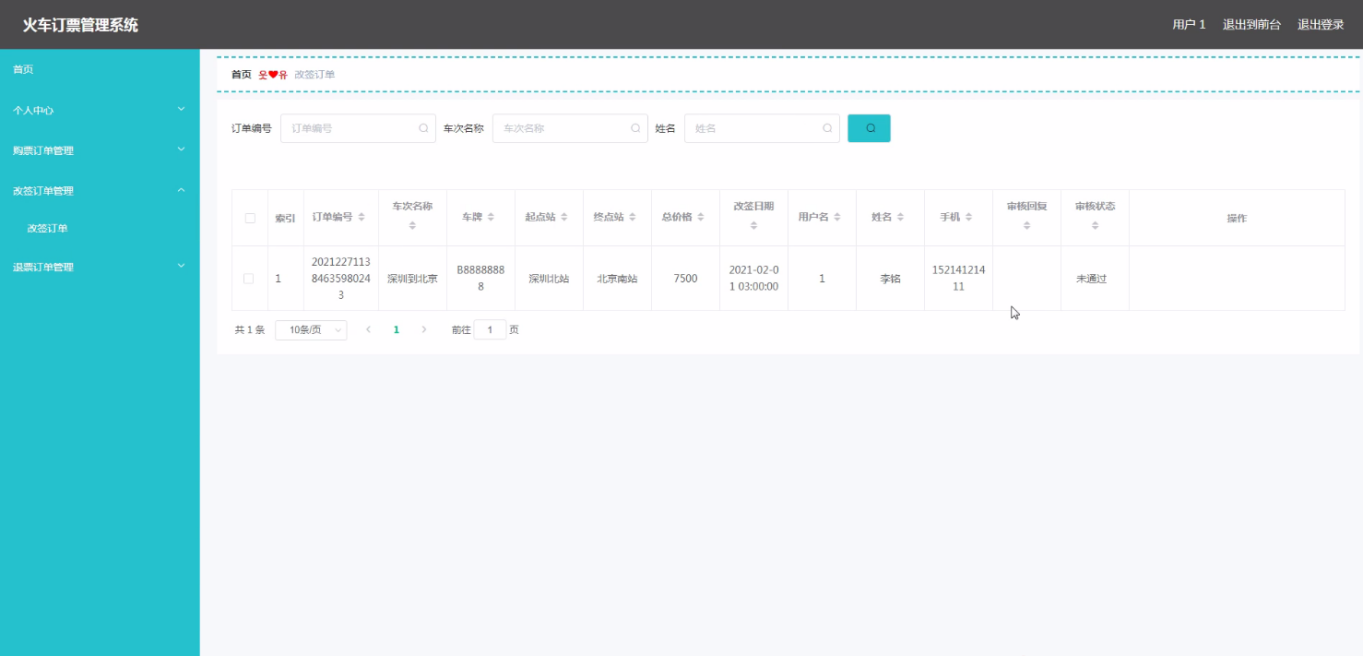 火车订票管理系统
用户 1 退出到前台 退出登录
首页
个人中心
购票订单管理
改签订单管理
改签订单
退票订单管理
首页 웃❤유 改签订单
订单编号 订单编号 车次名称 车次名称 姓名 姓名
索引 订单编号 车次名称 车牌 起点站 终点站 总价格 改签日期 用户名 姓名 手机 审核回复 审核状态 操作
1 2021227113 深圳到北京 B8888888 深圳北站 北京南站 7500 2021-02-0 1 李铭 152141214 未通过
8463598024 8 1 03:00:00 11
3
共 1 条 10条/页 1 前往 1 页